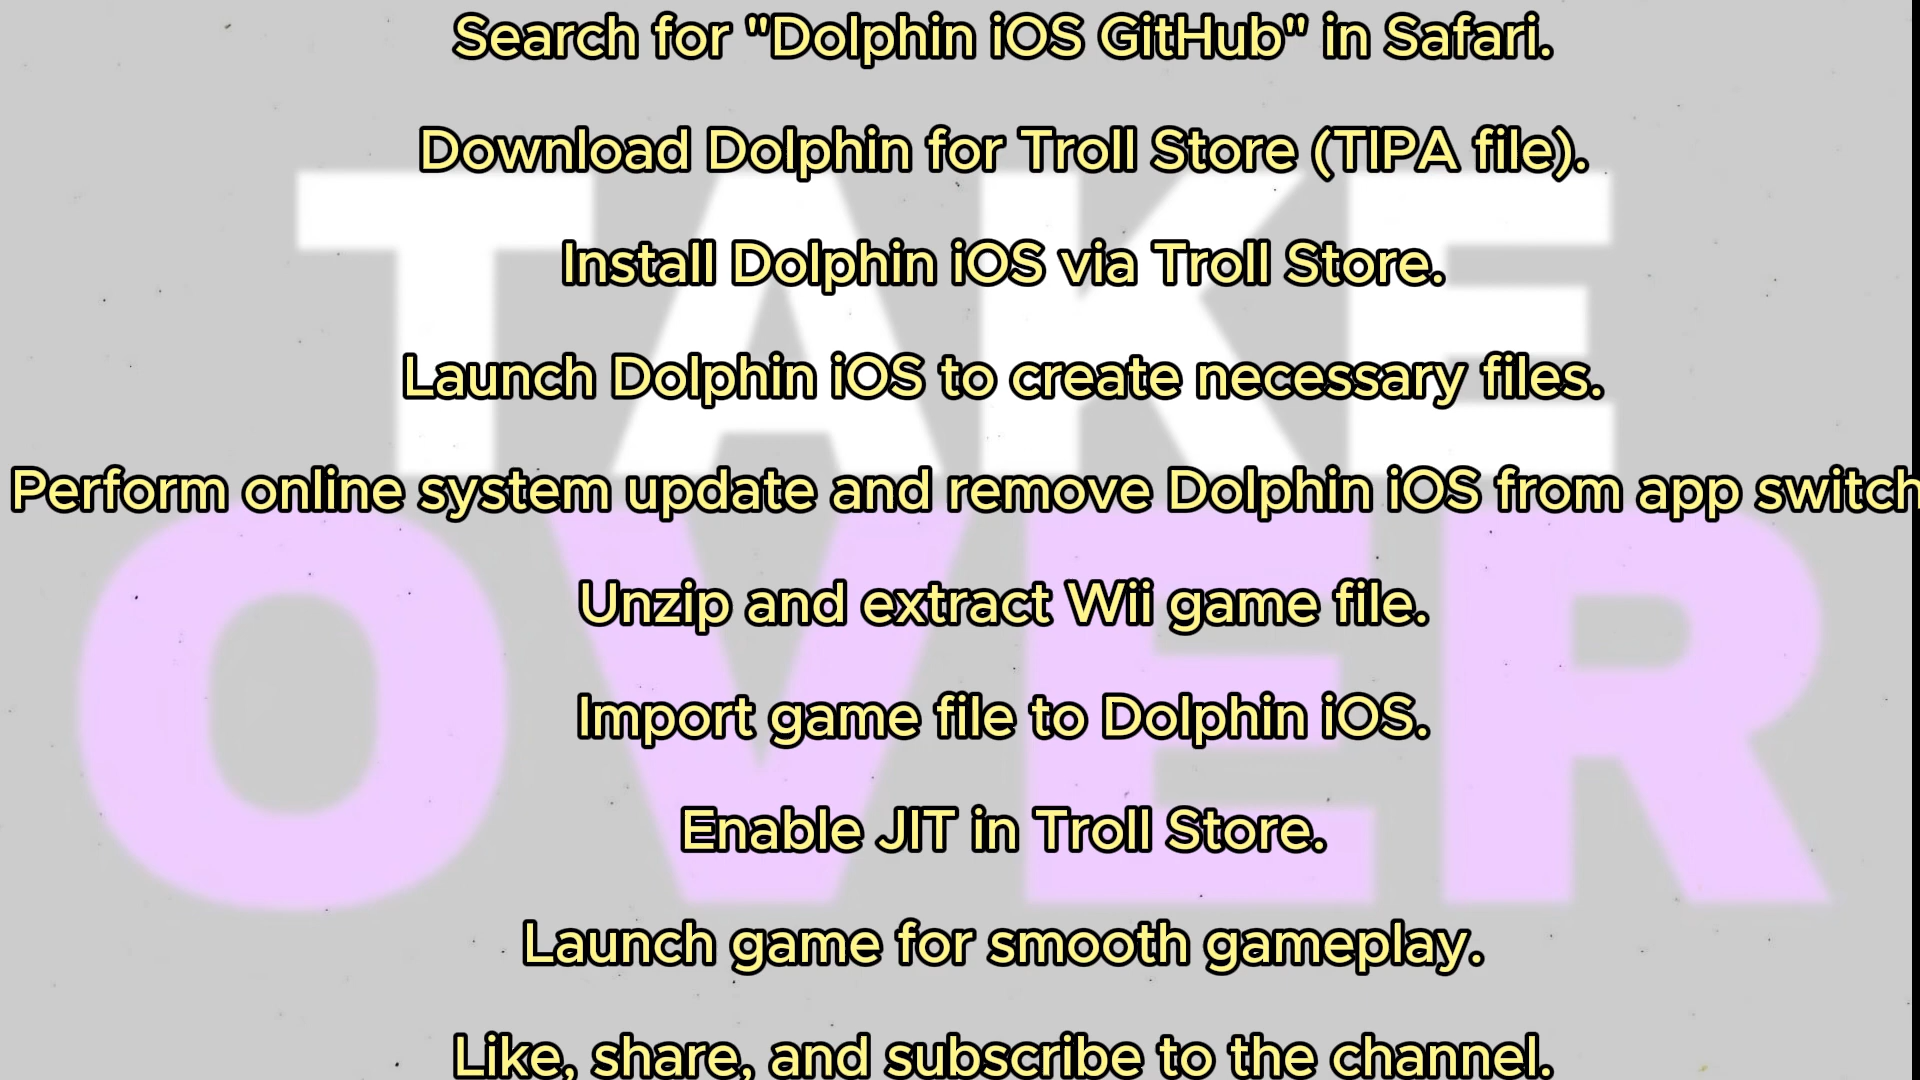 Search for "Dolphin iOS GitHub" in Safari.
Download Dolphin for Troll Store (TIPA file).
Install Dolphin iOS via Troll Store.
Launch Dolphin iOS to create necessary files.
Perform online system update and remove Dolphin iOS from app switch
Unzip and extract Wii game file.
Import game file to Dolphin iOS.
Enable JIT in Troll Store.
Launch game for smooth gameplay.
Like, share, and subscribe to the channel.
TAKE
OVER